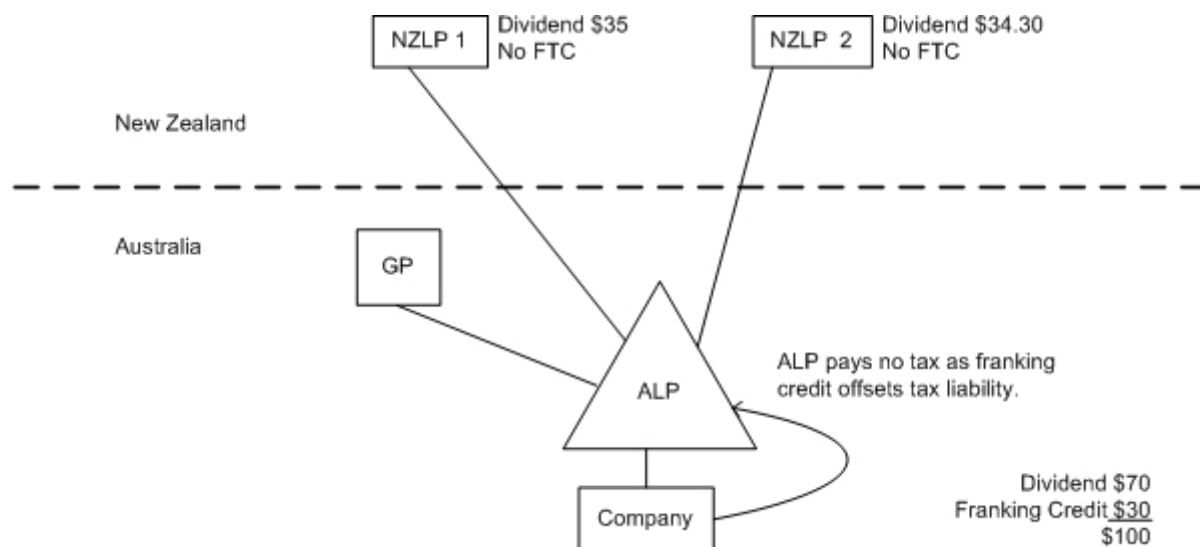 NZLP 1
Dividend $35
No FTC
NZLP 2
Dividend $34.30
No FTC
New Zealand
Australia
GP
ALP
ALP pays no tax as franking
credit offsets tax liability.
Company
Dividend $70
Franking Credit $30
$100